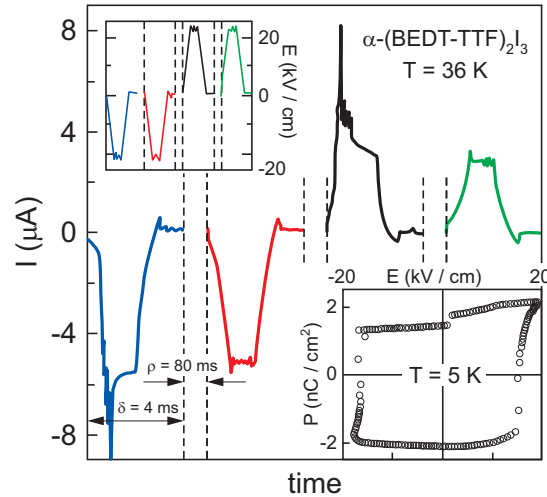 α-(BEDT-TTF)₂I₃
T = 36 K
20
0
-20
E (kV / cm)
8
4
0
-4
-8
I (μA)
ρ = 80 ms
δ = 4 ms
time
-20
E (kV / cm)
20
2
0
-2
P (nC / cm²)
T = 5 K